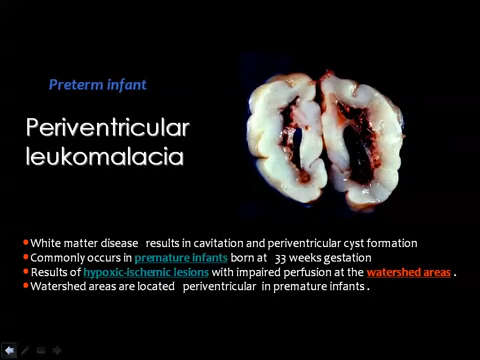 Preterm infant
Periventricular
leukomalacia
White matter disease results in cavitation and periventricular cyst formation
Commonly occurs in premature infants born at 33 weeks gestation
Results of hypoxic-ischemic lesions with impaired perfusion at the watershed areas .
Watershed areas are located periventricular in premature infants .